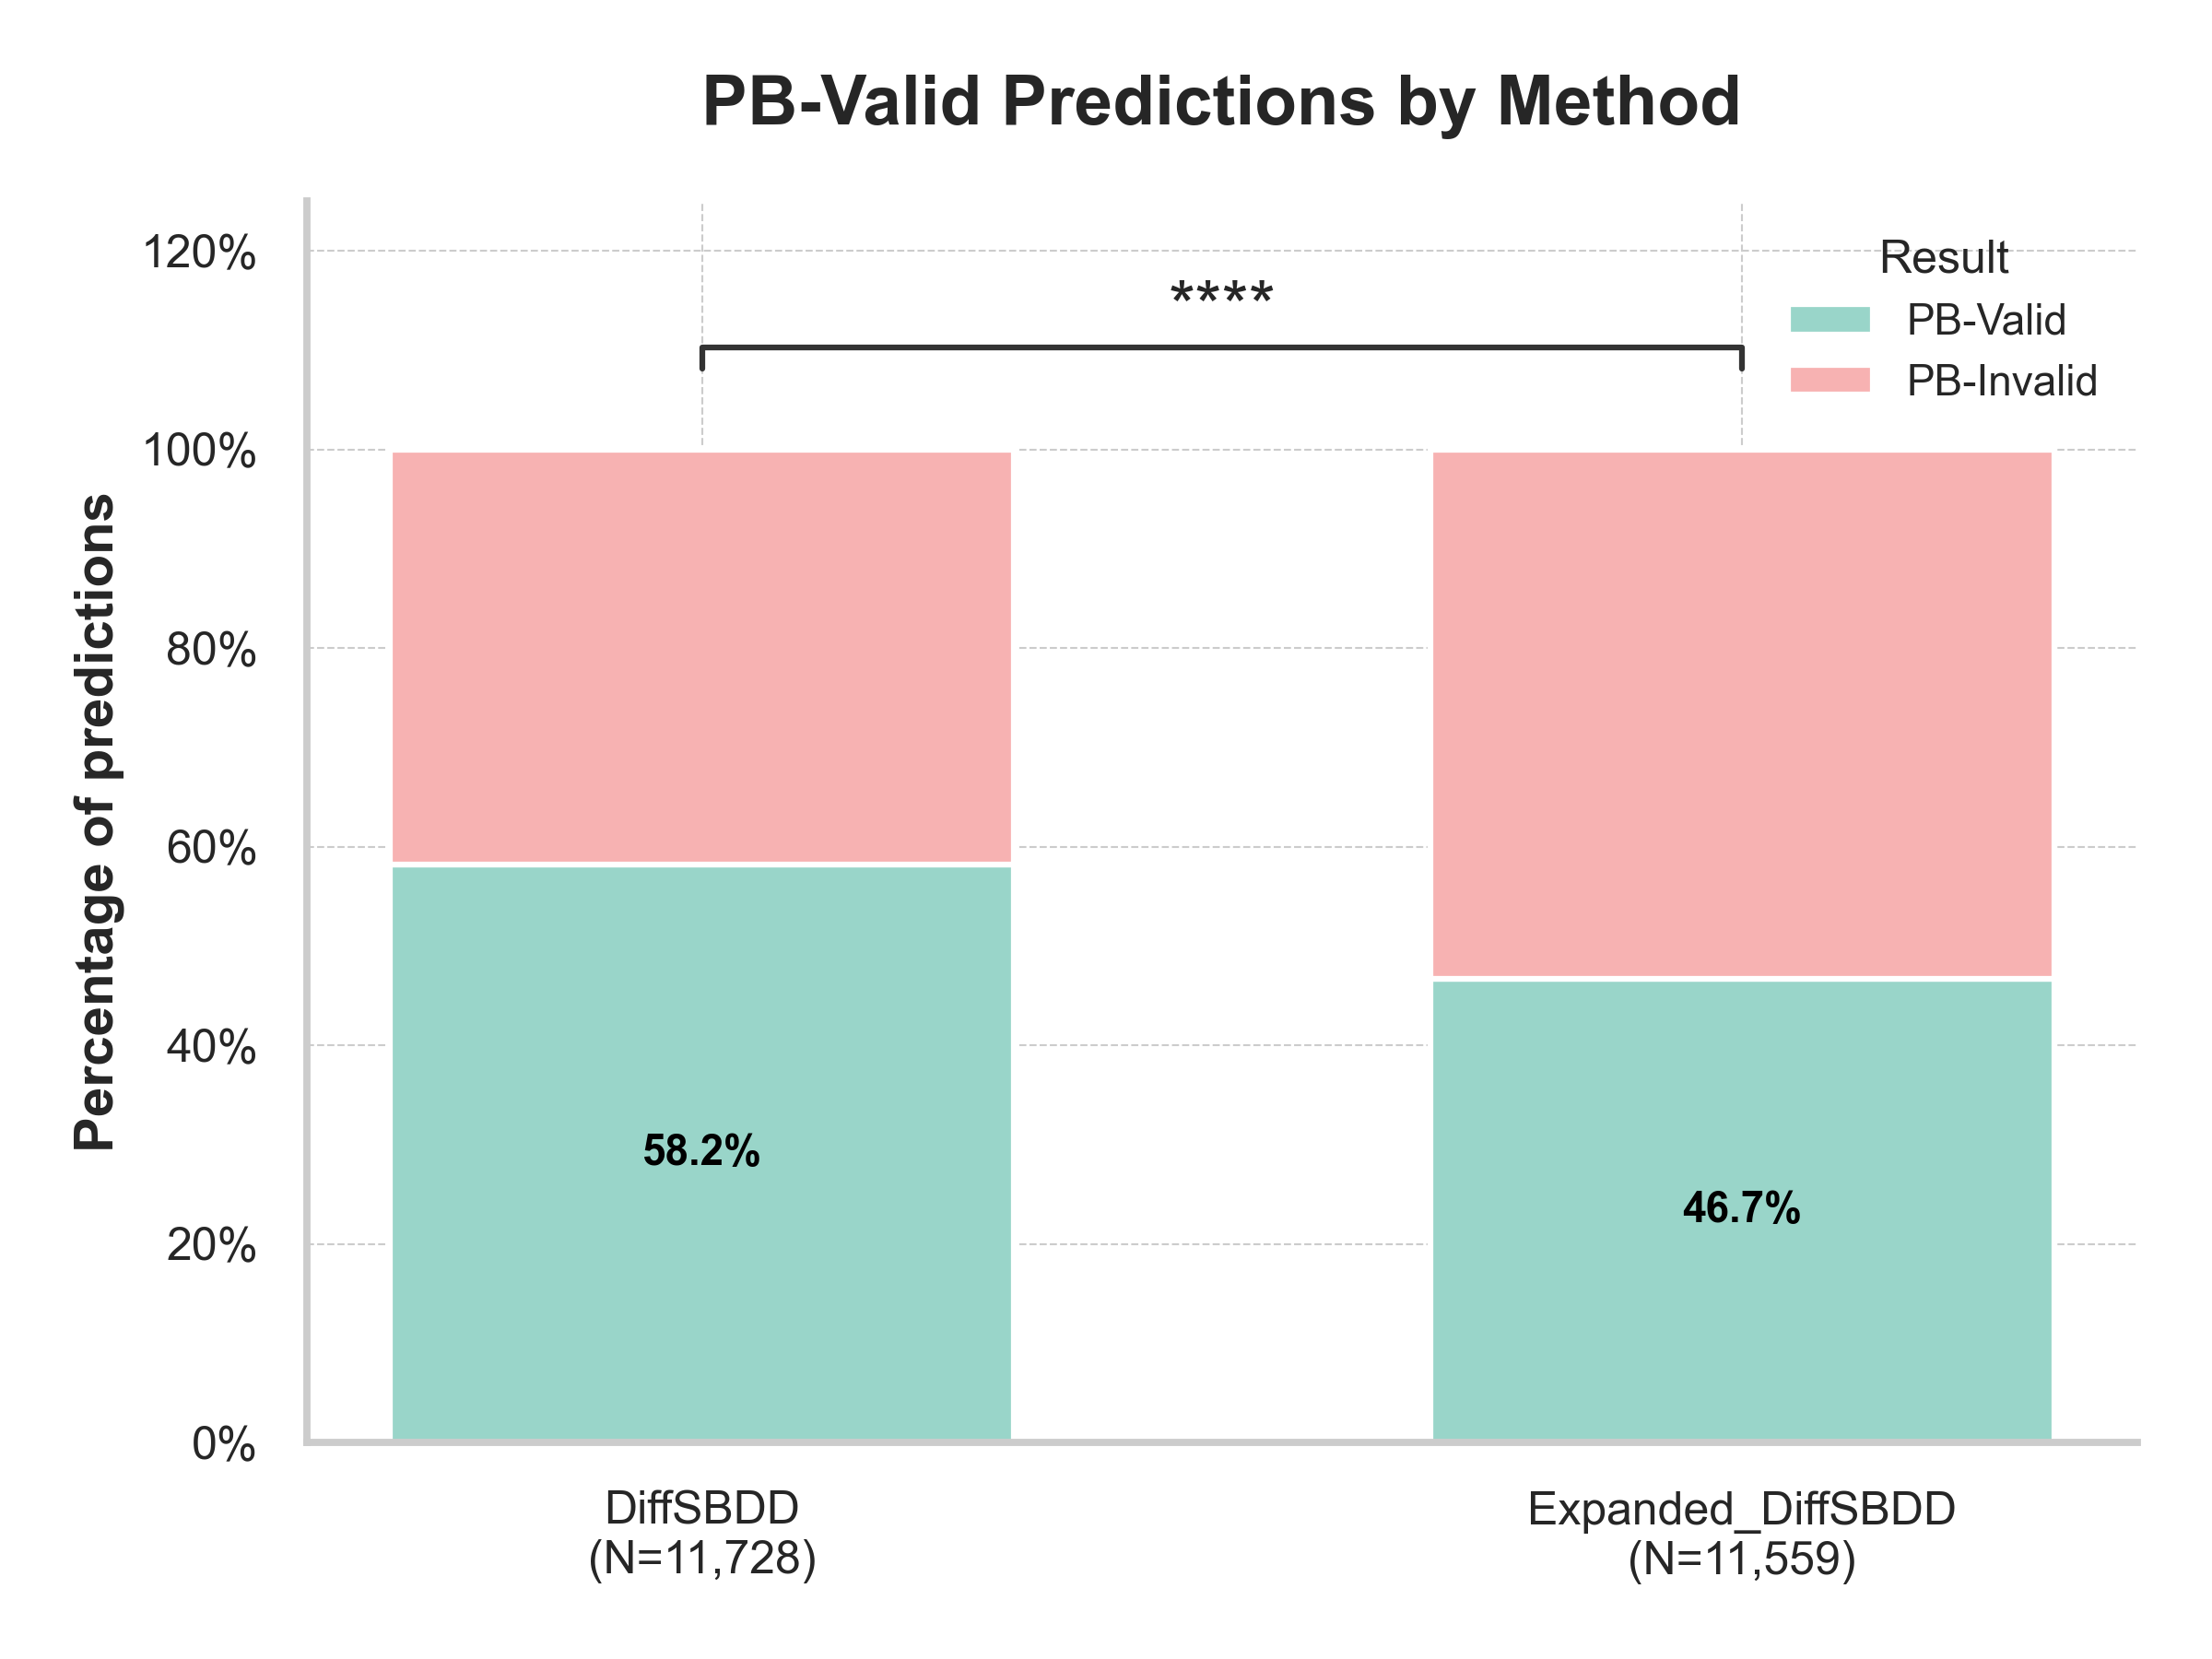 PB-Valid Predictions by Method
Percentage of predictions
120%
100%
80%
60%
40%
20%
0%
****
Result
PB-Valid
PB-Invalid
58.2%
46.7%
DiffSBDD
(N=11,728)
Expanded_DiffSBDD
(N=11,559)